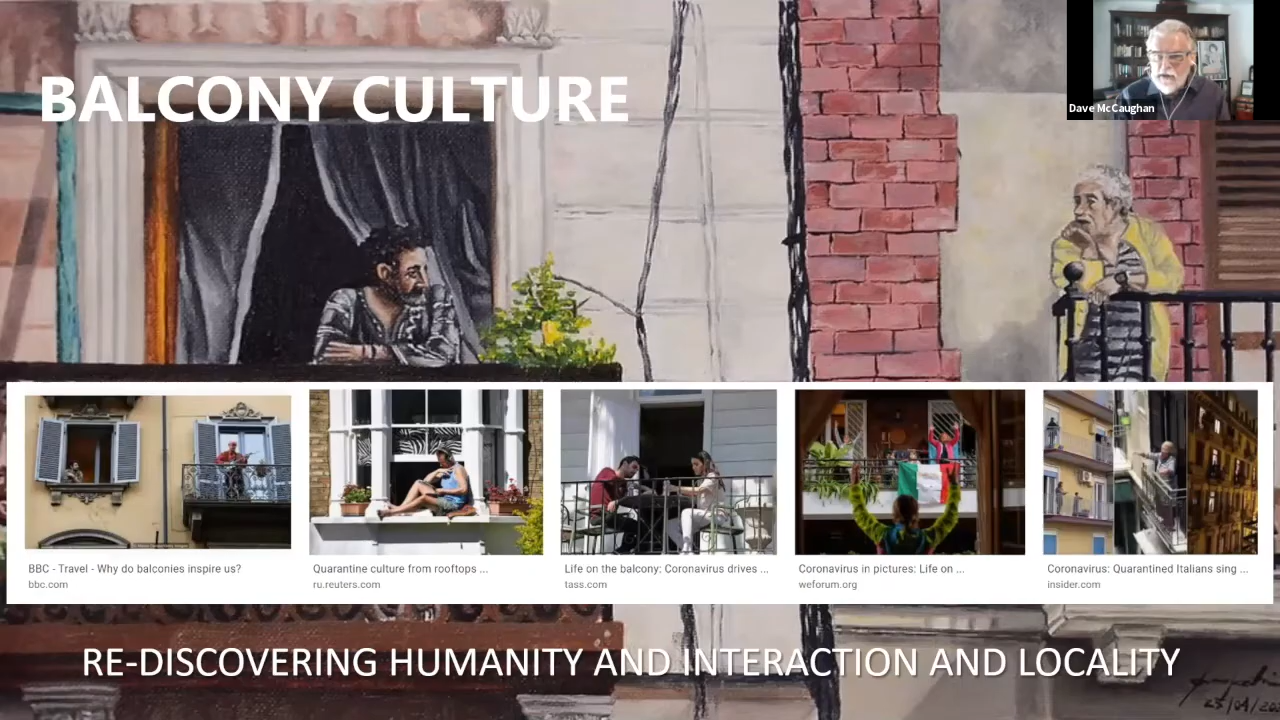 BALCONY CULTURE
Dave McCaughan
BBC - Travel - Why do balconies inspire us?
bbc.com
Quarantine culture from rooftops ...
ru.reuters.com
Life on the balcony: Coronavirus drives ...
tass.com
Coronavirus in pictures: Life on ...
weforum.org
Coronavirus: Quarantined Italians sing ...
insider.com
RE-DISCOVERING HUMANITY AND INTERACTION AND LOCALITY